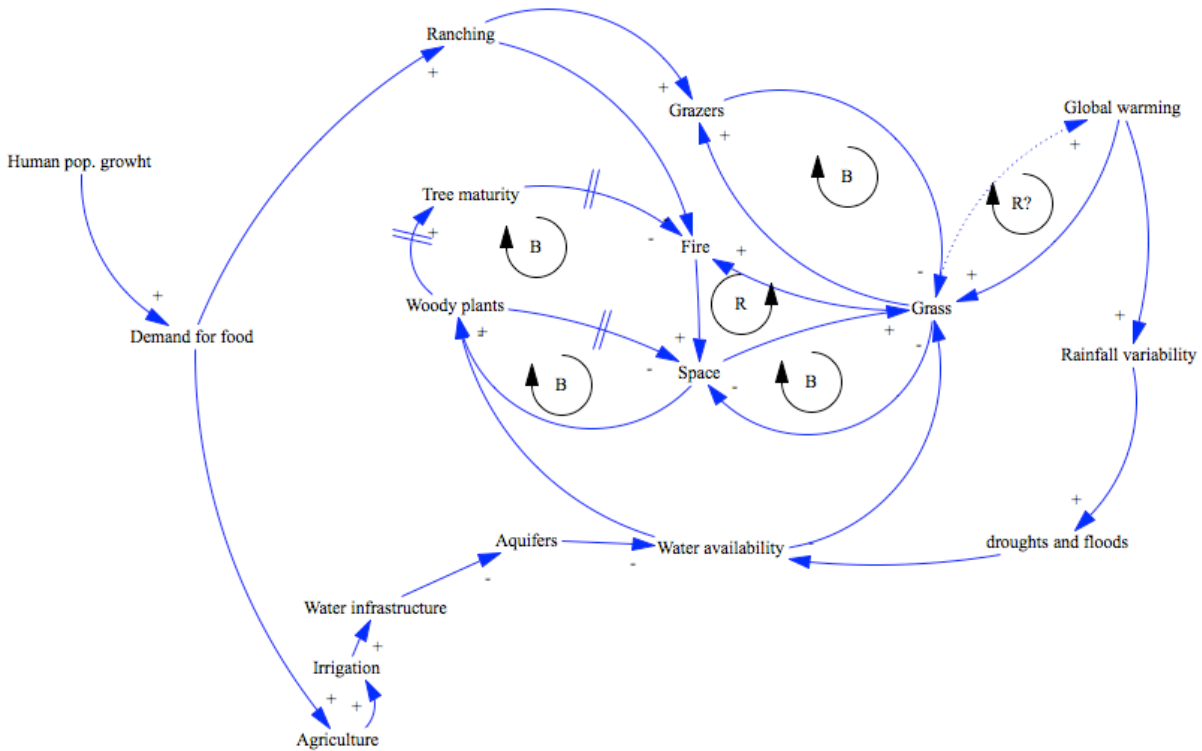 Ranching
+
+
Grazers
+
Global warming
+
Human pop. growht
B
Tree maturity
+
B
-
Fire
+
R?
-
+
Woody plants
+
R
Grass
+
-
+
Demand for food
+
+
Rainfall variability
-
Space
-
B
B
+
droughts and floods
Aquifers
-
Water availability
-
-
Water infrastructure
+
Irrigation
+
+
Agriculture